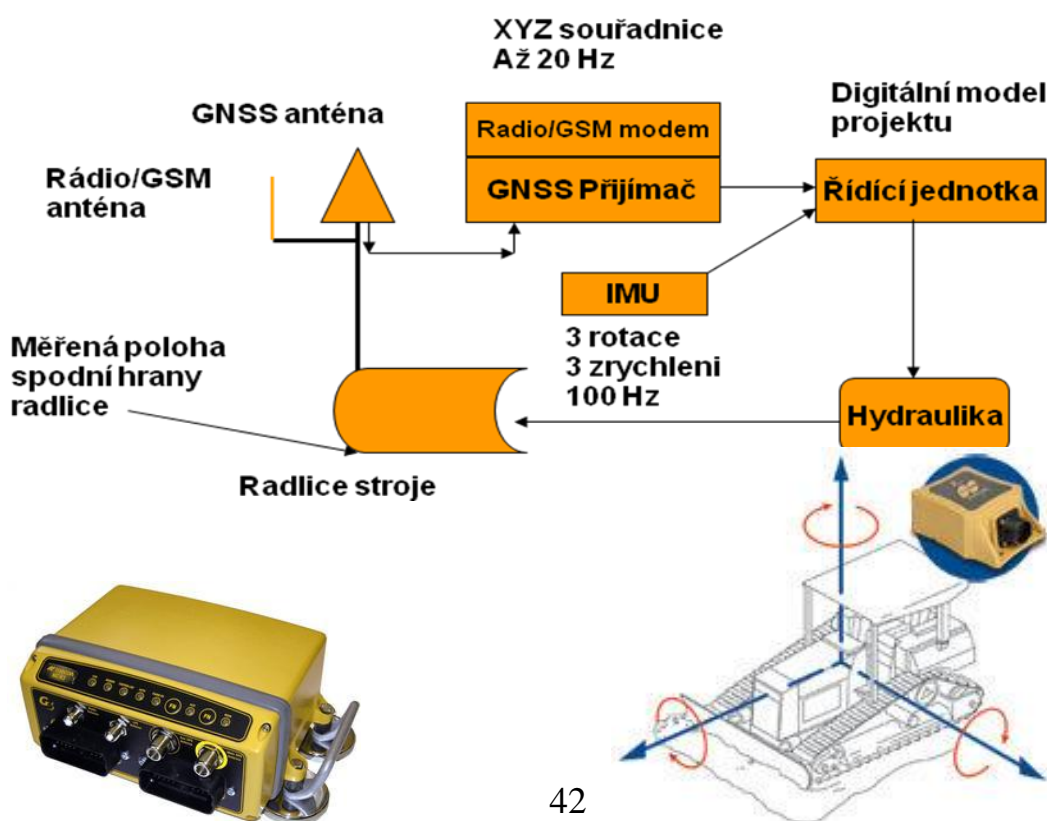 XYZ souřadnice
Až 20 Hz
GNSS anténa
Radio/GSM modem
Digitální model
projektu
Rádio/GSM
anténa
GNSS Přijímač
Řídící jednotka
IMU
3 rotace
3 zrychleni
100 Hz
Měřená poloha
spodní hrany
radlice
Hydraulika
Radlice stroje
42